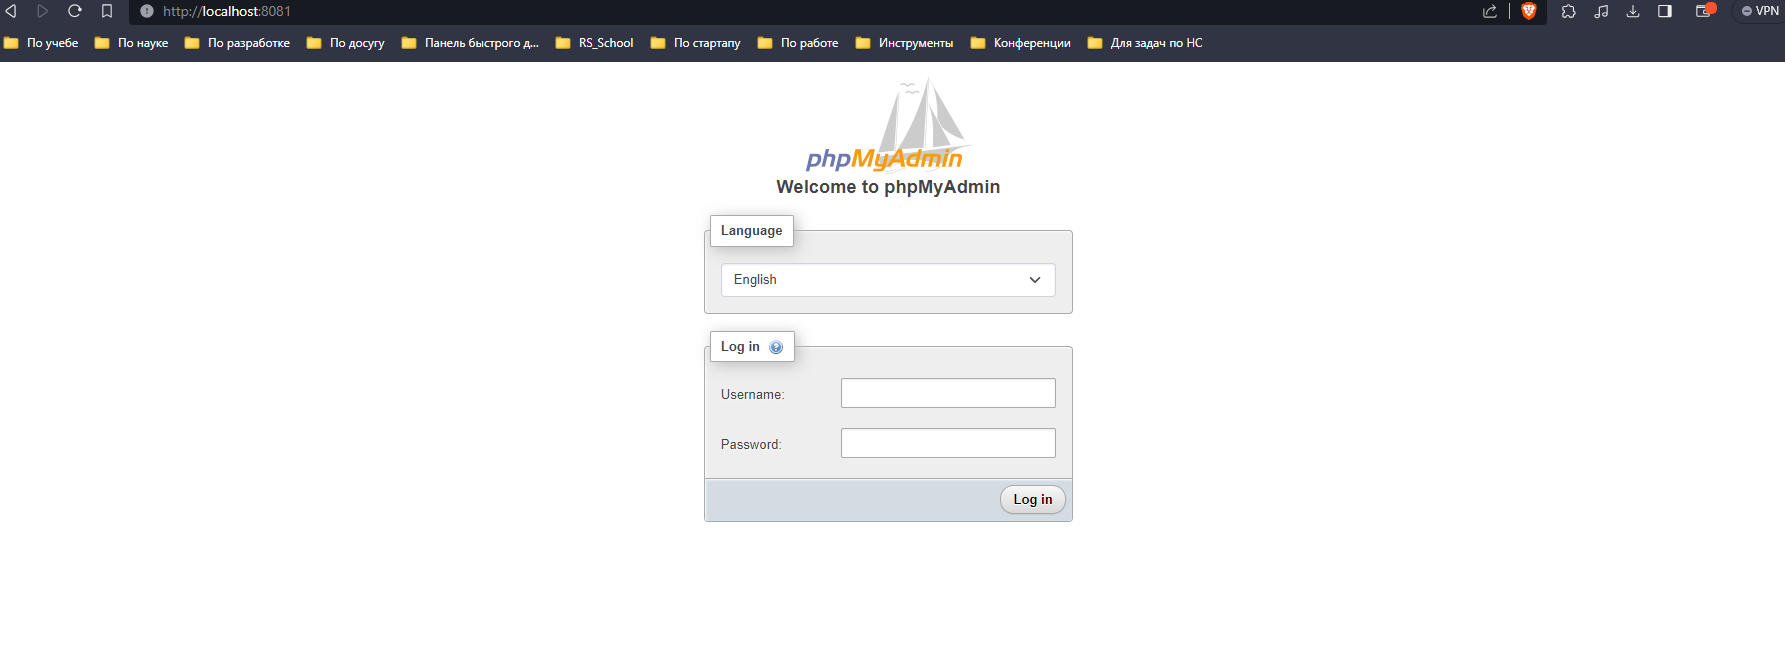 http://localhost:8081
VPN
По учебе По науке По разработке По досугу Панель быстрого д... RS_School По стартапу По работе Инструменты Конференции Для задач по НС
phpMyAdmin
Welcome to phpMyAdmin
Language
English
Log in
Username:
Password:
Log in